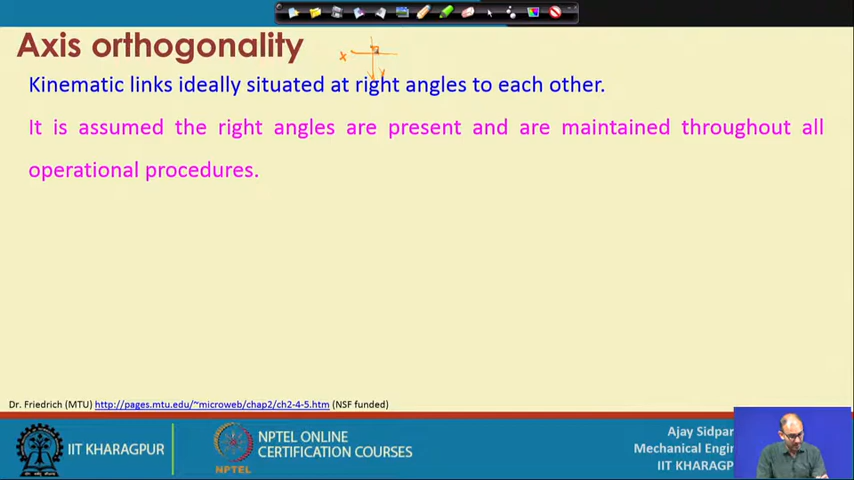 Axis orthogonality
x
y
Kinematic links ideally situated at right angles to each other.
It is assumed the right angles are present and are maintained throughout all
operational procedures.
Dr. Friedrich (MTU) http://pages.mtu.edu/~microweb/chap2/ch2-4-5.htm (NSF funded)
IIT KHARAGPUR
NPTEL
NPTEL ONLINE
CERTIFICATION COURSES
Ajay Sidpar
Mechanical Engin
IIT KHARAGP